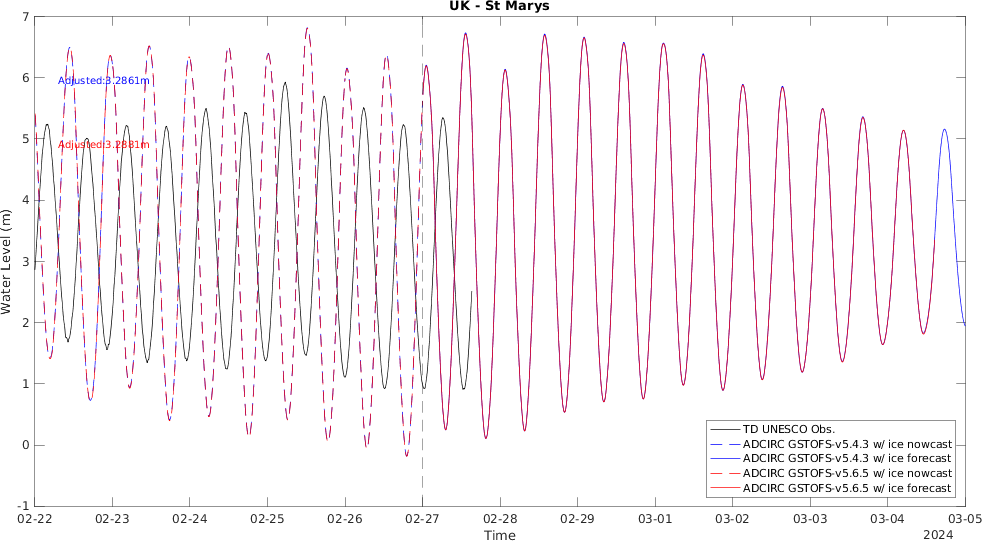 UK - St Marys
Water Level (m)
7
6
5
4
3
2
1
0
-1
Adjusted:3.2861m
Adjusted:3.2881m
TD UNESCO Obs.
ADCIRC GSTOFS-v5.4.3 w/ ice nowcast
ADCIRC GSTOFS-v5.4.3 w/ ice forecast
ADCIRC GSTOFS-v5.6.5 w/ ice nowcast
ADCIRC GSTOFS-v5.6.5 w/ ice forecast
02-22 02-23 02-24 02-25 02-26 02-27 02-28 02-29 03-01 03-02 03-03 03-04 03-05
Time
2024